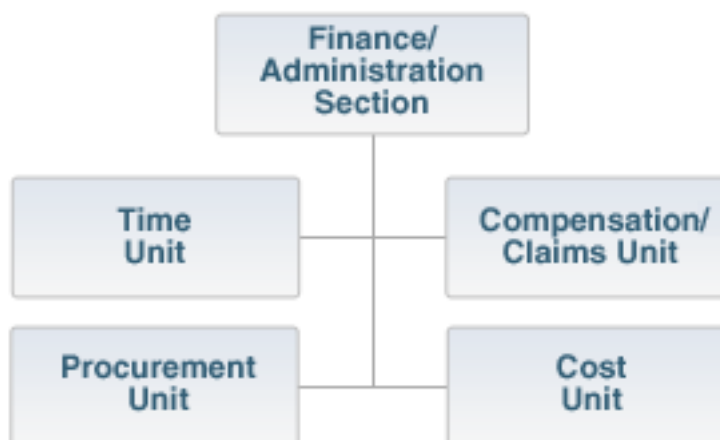 Finance/
Administration
Section
Time
Unit
Compensation/
Claims Unit
Procurement
Unit
Cost
Unit